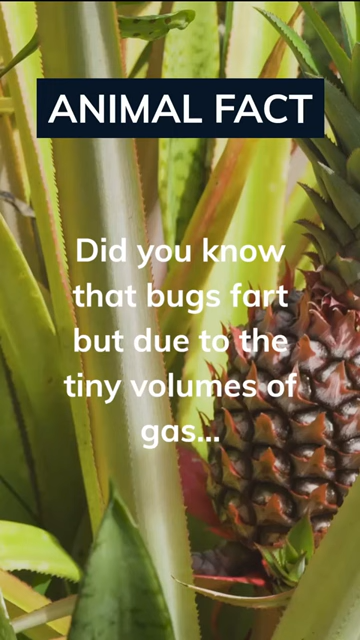 ANIMAL FACT
Did you know
that bugs fart
but due to the
tiny volumes of
gas...